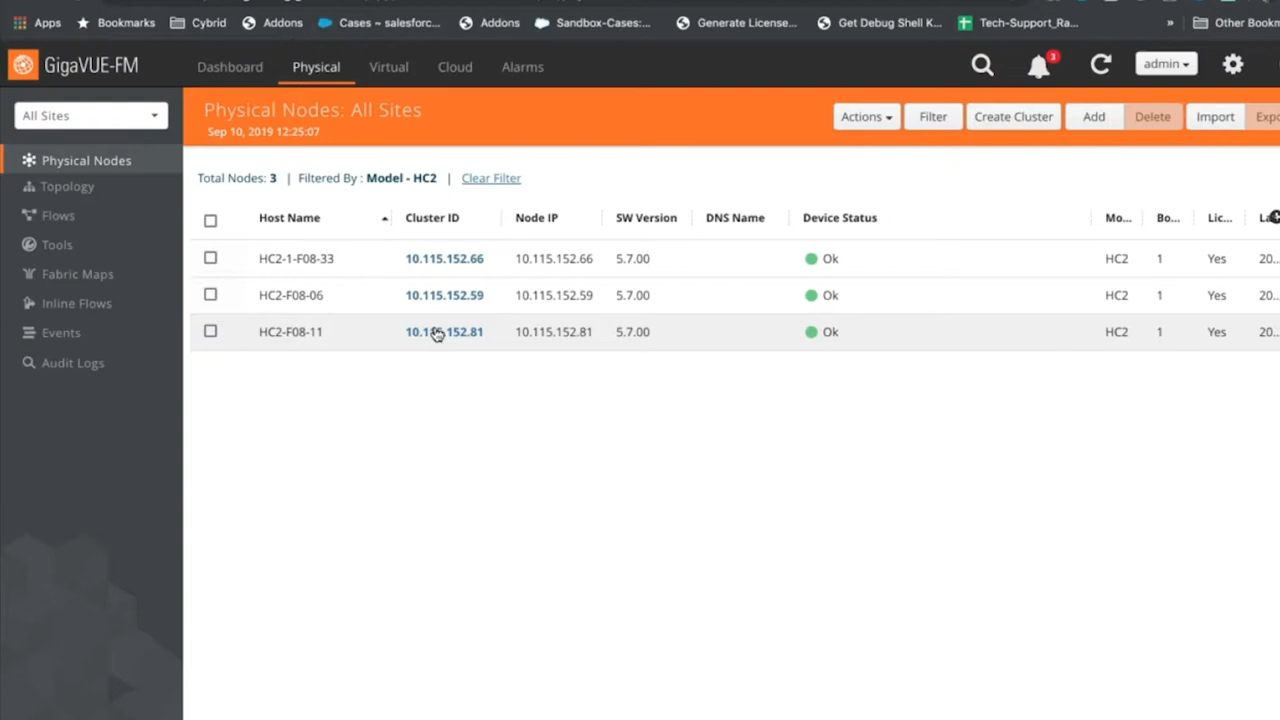 Apps Bookmarks Cybrid Addons Cases ~ salesforc... Addons Sandbox-Cases:... Generate License... Get Debug Shell K... Tech-Support_Ra... » Other Bookm
GigaVUE-FM Dashboard Physical Virtual Cloud Alarms 3 admin
All Sites
Physical Nodes: All Sites
Sep 10, 2019 12:25:07
Actions Filter Create Cluster Add Delete Import Expo
Physical Nodes
Topology
Flows
Tools
Fabric Maps
Inline Flows
Events
Audit Logs
Total Nodes: 3 | Filtered By : Model - HC2 | Clear Filter
Host Name Cluster ID Node IP SW Version DNS Name Device Status Mo... Bo... Lic... La
HC2-1-F08-33 10.115.152.66 10.115.152.66 5.7.00 Ok HC2 1 Yes 20...
HC2-F08-06 10.115.152.59 10.115.152.59 5.7.00 Ok HC2 1 Yes 20...
HC2-F08-11 10.115.152.81 10.115.152.81 5.7.00 Ok HC2 1 Yes 20...